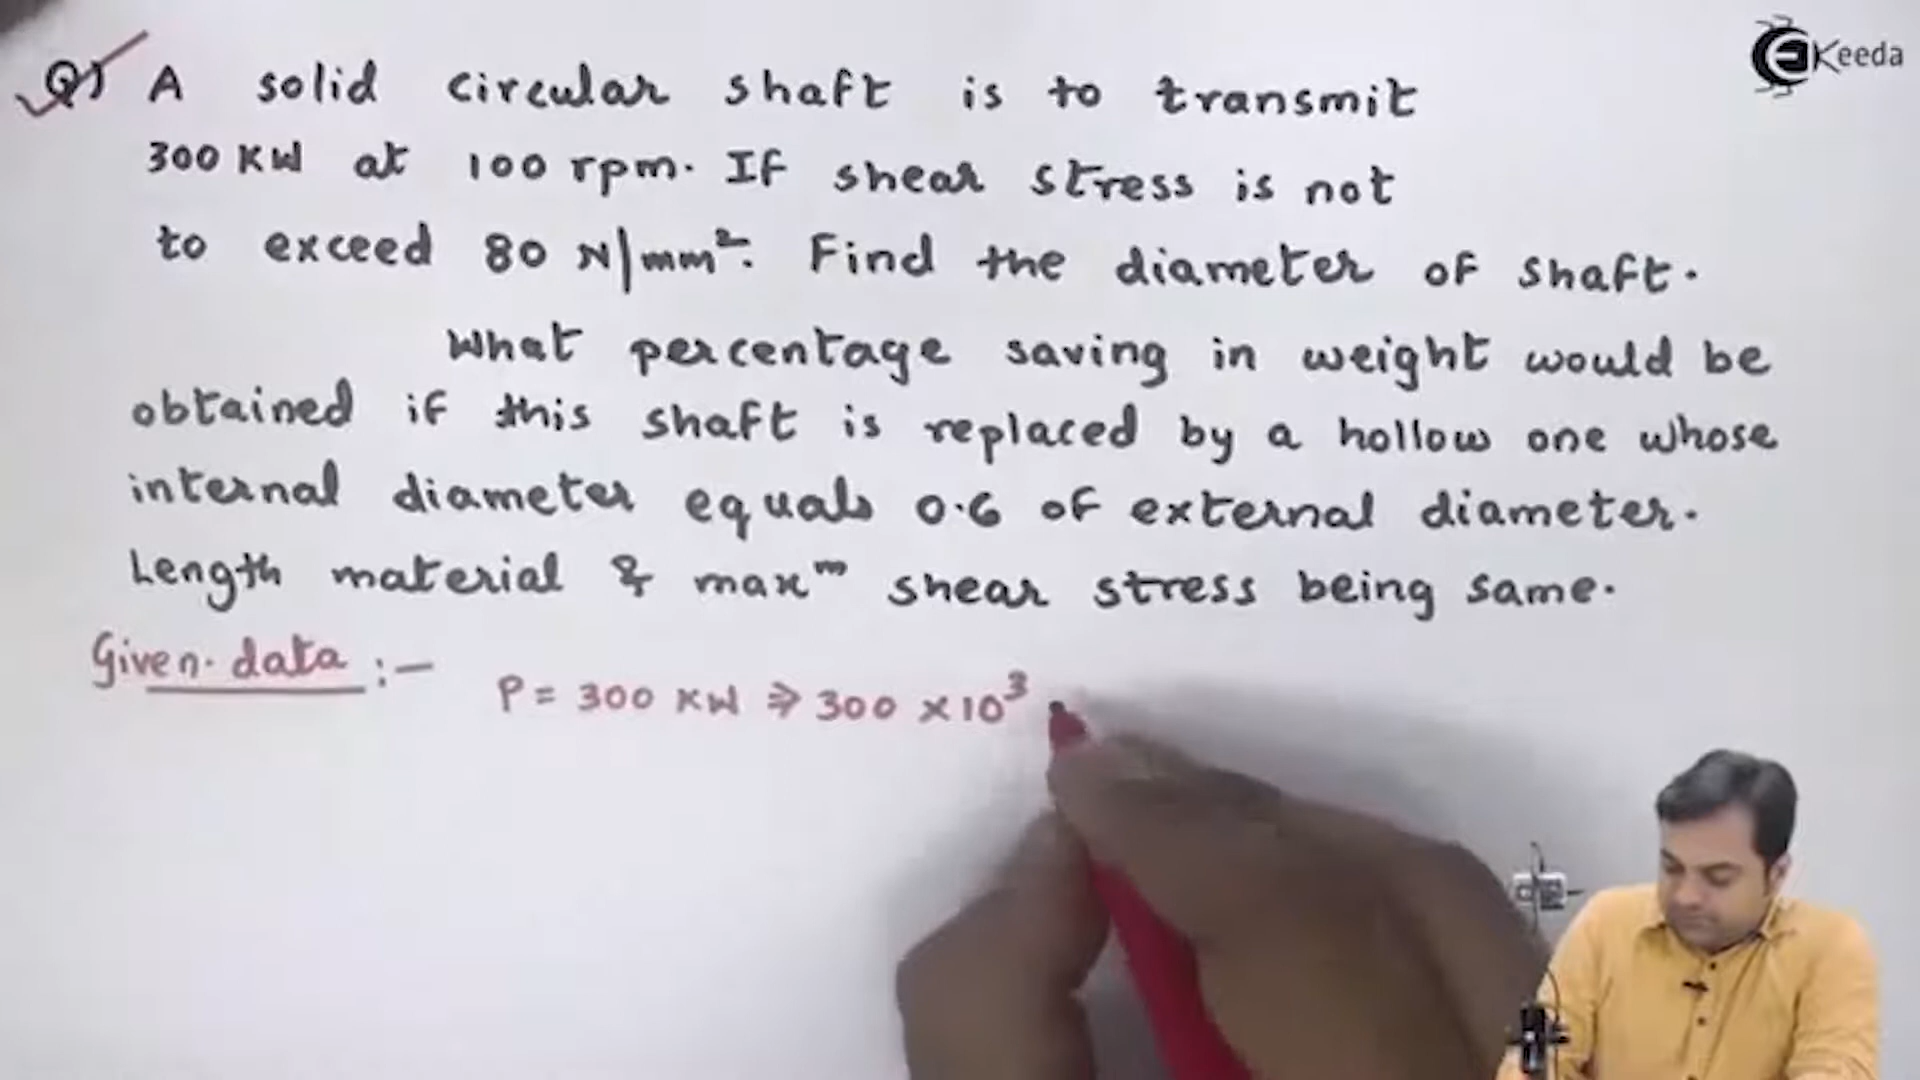 Keeda
Q1) A solid circular shaft is to transmit
300 KW at 100 rpm. If shear stress is not
to exceed 80 N/mm². Find the diameter of shaft.
What percentage saving in weight would be
obtained if this shaft is replaced by a hollow one whose
internal diameter equals 0.6 of external diameter.
Length material & maxᵐ shear stress being same.
Given data :-
P = 300 KW ⇒ 300 × 10³